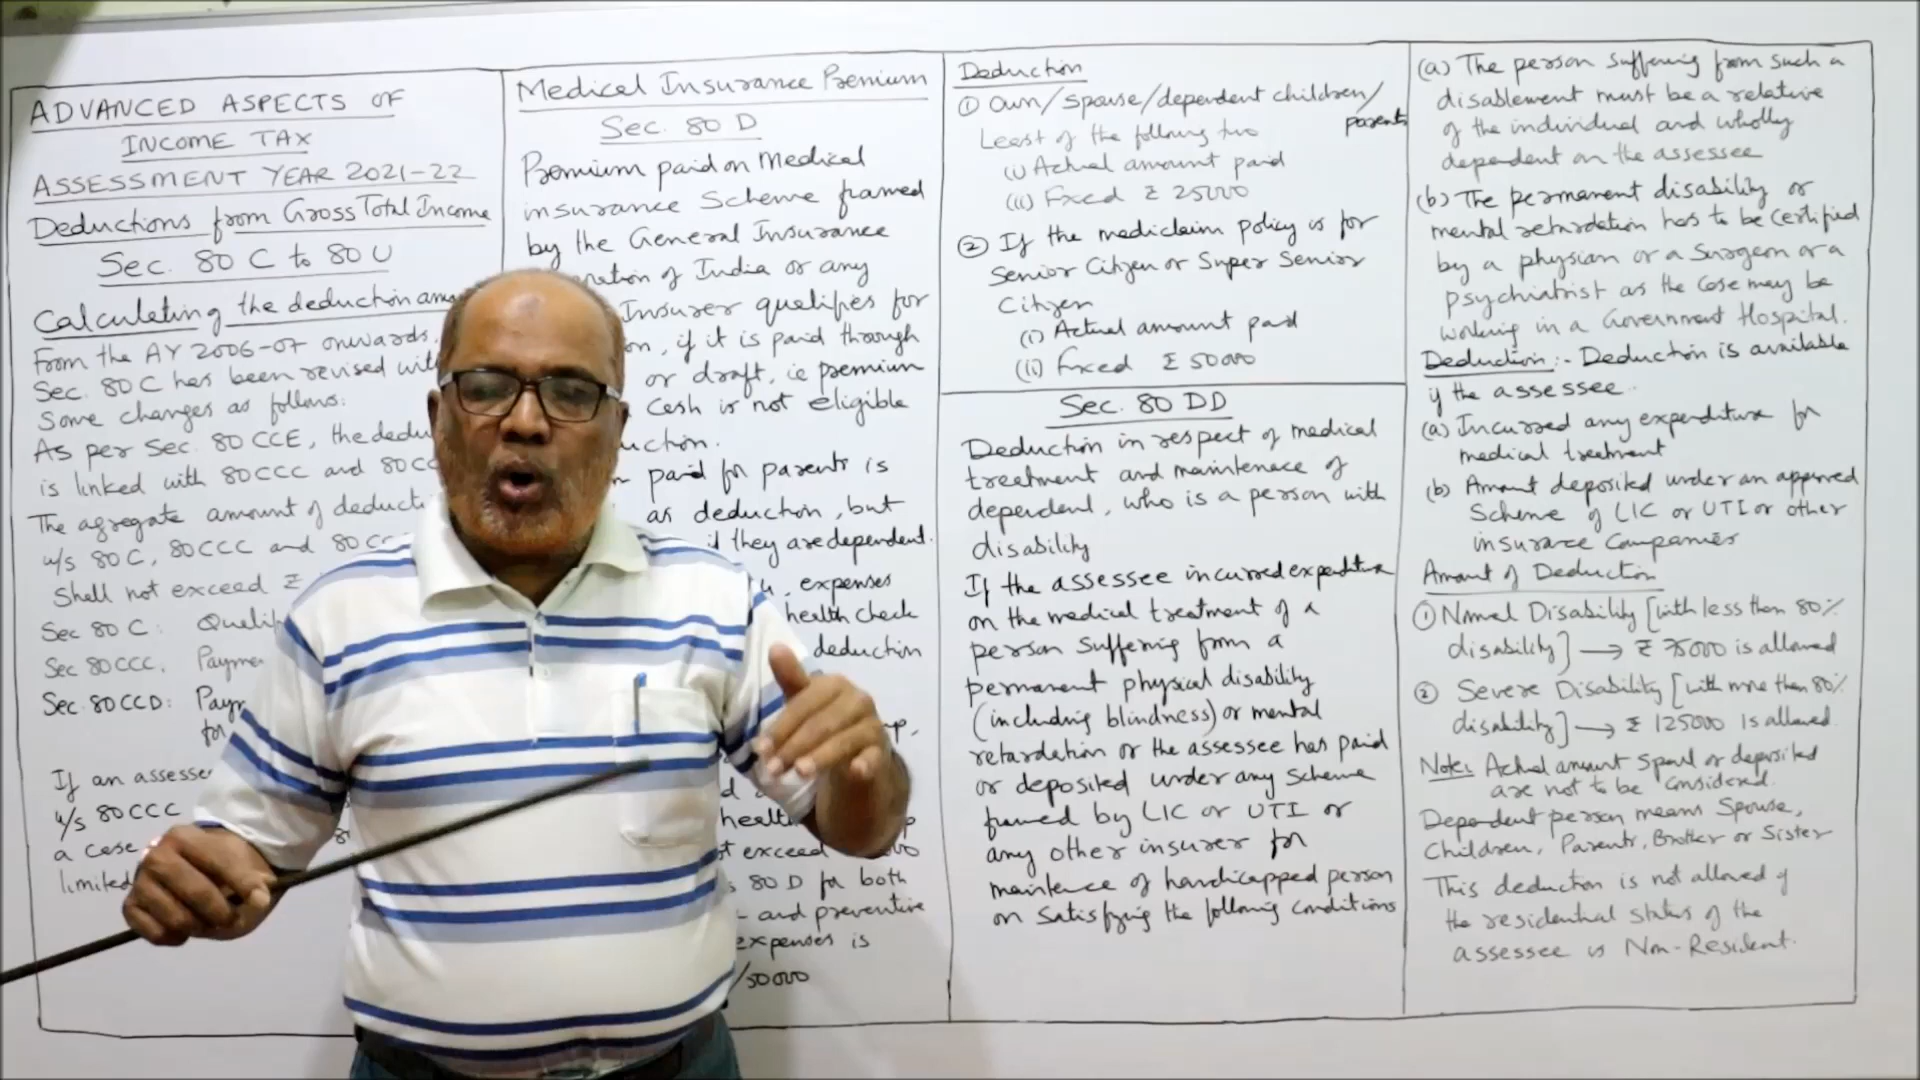 ADVANCED ASPECTS OF
INCOME TAX
ASSESSMENT YEAR 2021-22
Deductions from Gross Total Income
Sec. 80 C to 80 U
Calculating the deduction
From the AY 2006-07 onwards,
Sec. 80 C has been revised
Some changes as follows:
As per Sec. 80 CCE, the
is linked with 80 CCC and
The agregate amount of
u/s 80 C, 80 CCC and
Shall not exceed ₹
Sec 80 C:
Sec 80 CCC.
Sec. 80 CCD:
for
If an
u/s 80 CCC
a case
limited
Medical Insurance Premium
Sec. 80 D
Premium paid on Medical
insurance Scheme framed
by the General Insurance
of India or any
Insurer qualifies for
if it is paid through
or draft, ie premium
Cash is not eligible
paid for parents is
as deduction, but
they are dependent.
expenses
health check
deduction
health
exceed
80 D for both
and preventive
expenses is
/50000
Deduction
① Own/spouse/dependent children/
parents
Least of the following two
(i) Actual amount paid
(ii) Fixed ₹ 25000
② If the mediclaim policy is for
Senior Citizen or Super Senior
Citizen
(i) Actual amount paid
(ii) Fixed ₹ 50000
Sec. 80 DD
Deduction in respect of medical
treatment and maintenace of
dependent, who is a person with
disability
If the assessee incurred expenditure
on the medical treatment of a
person suffering from a
permanent physical disability
(including blindness) or mental
retardation or the assessee has paid
or deposited under any scheme
framed by LIC or UTI or
any other insurer for
maintence of handicapped person
on Satisfying the following conditions
(a) The person suffering from such a
disablement must be a relative
of the individual and wholly
dependent on the assessee
(b) The permanent disability or
mental retardation has to be certified
by a physian or a Surgeon or a
psychiatrist as the case may be
working in a Government Hospital.
Deduction:- Deduction is available
if the assessee.
(a) Incurred any expenditure for
medical treatment
(b) Amount deposited under an approved
Scheme of LIC or UTI or other
insurance Companies
Amount of Deduction
① Normal Disability [with less than 80%
disability] → ₹ 75000 is allowed
② Severe Disability [with more than 80%
disability] → ₹ 125000 is allowed.
Note: Actual amount spent or deposited
are not to be considered.
Dependent person means Spouse,
Children, Parents, Brother or Sister
This deduction is not allowed if
the residential status of the
assessee is Non-Resident.